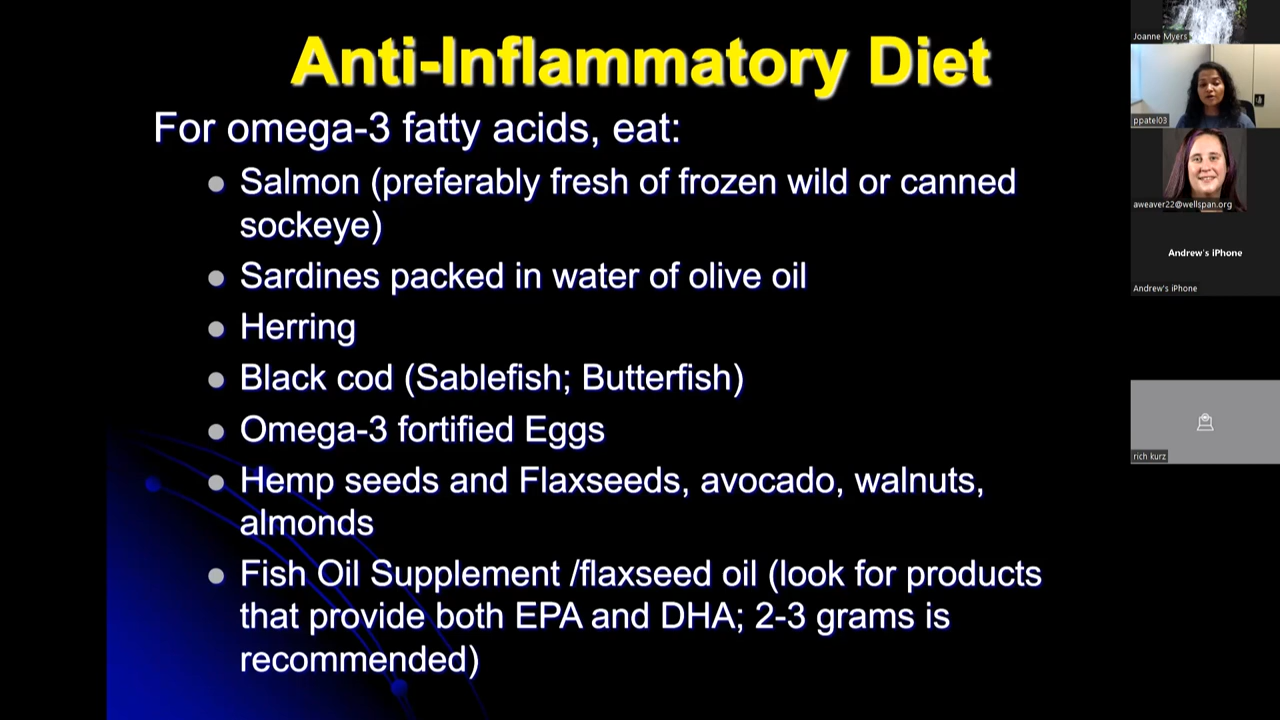 Anti-Inflammatory Diet
For omega-3 fatty acids, eat:
● Salmon (preferably fresh of frozen wild or canned
sockeye)
● Sardines packed in water of olive oil
● Herring
● Black cod (Sablefish; Butterfish)
● Omega-3 fortified Eggs
● Hemp seeds and Flaxseeds, avocado, walnuts,
almonds
● Fish Oil Supplement /flaxseed oil (look for products
that provide both EPA and DHA; 2-3 grams is
recommended)
Joanne Myers
ppatel03
aweaver22@wellspan.org
Andrew's iPhone
Andrew's iPhone
rich kurz